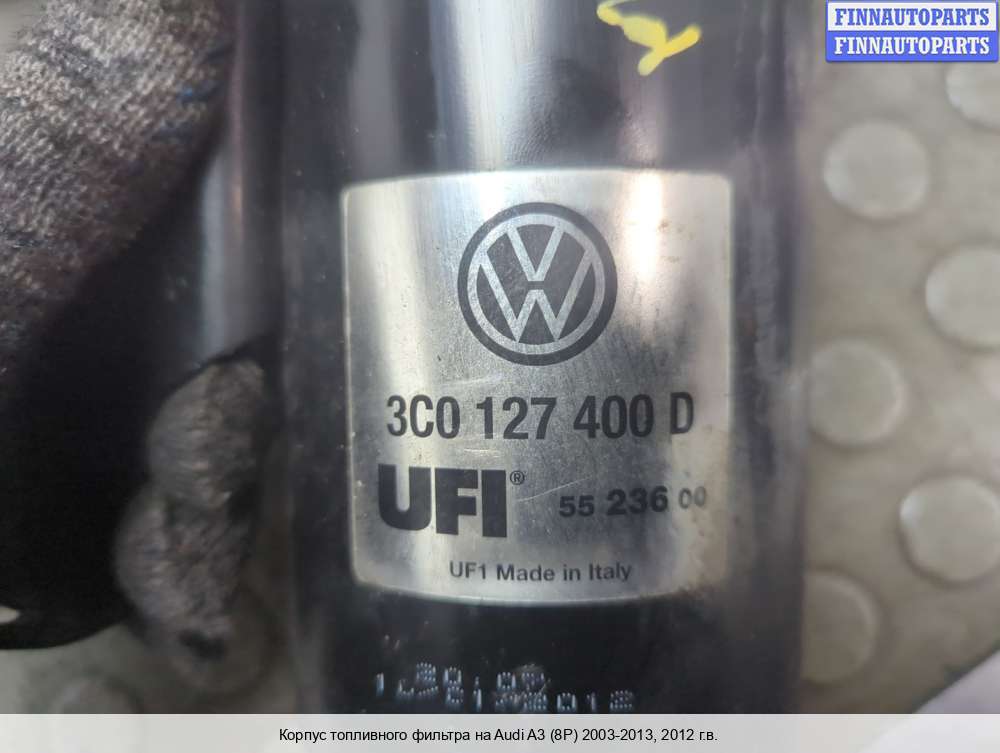 FINNAUTOPARTS
FINNAUTOPARTS
3C0 127 400 D
UFI®
55 236 00
UF1 Made in Italy
2012
Корпус топливного фильтра на Audi A3 (8P) 2003-2013, 2012 г.в.